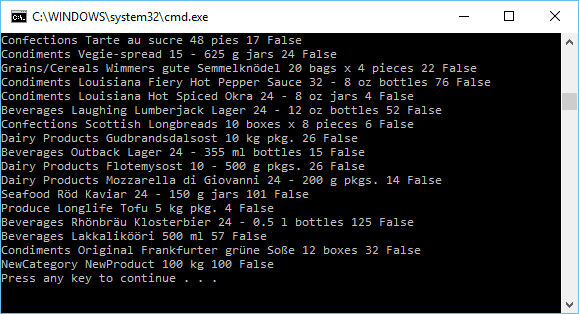 C:\WINDOWS\system32\cmd.exe
Confections Tarte au sucre 48 pies 17 False
Condiments Vegie-spread 15 - 625 g jars 24 False
Grains/Cereals Wimmers gute Semmelknödel 20 bags x 4 pieces 22 False
Condiments Louisiana Fiery Hot Pepper Sauce 32 - 8 oz bottles 76 False
Condiments Louisiana Hot Spiced Okra 24 - 8 oz jars 4 False
Beverages Laughing Lumberjack Lager 24 - 12 oz bottles 52 False
Confections Scottish Longbreads 10 boxes x 8 pieces 6 False
Dairy Products Gudbrandsdalsost 10 kg pkg. 26 False
Beverages Outback Lager 24 - 355 ml bottles 15 False
Dairy Products Flotemysost 10 - 500 g pkgs. 26 False
Dairy Products Mozzarella di Giovanni 24 - 200 g pkgs. 14 False
Seafood Röd Kaviar 24 - 150 g jars 101 False
Produce Longlife Tofu 5 kg pkg. 4 False
Beverages Rhönbräu Klosterbier 24 - 0.5 l bottles 125 False
Beverages Lakkalikööri 500 ml 57 False
Condiments Original Frankfurter grüne Soße 12 boxes 32 False
NewCategory NewProduct 100 kg 100 False
Press any key to continue . . .